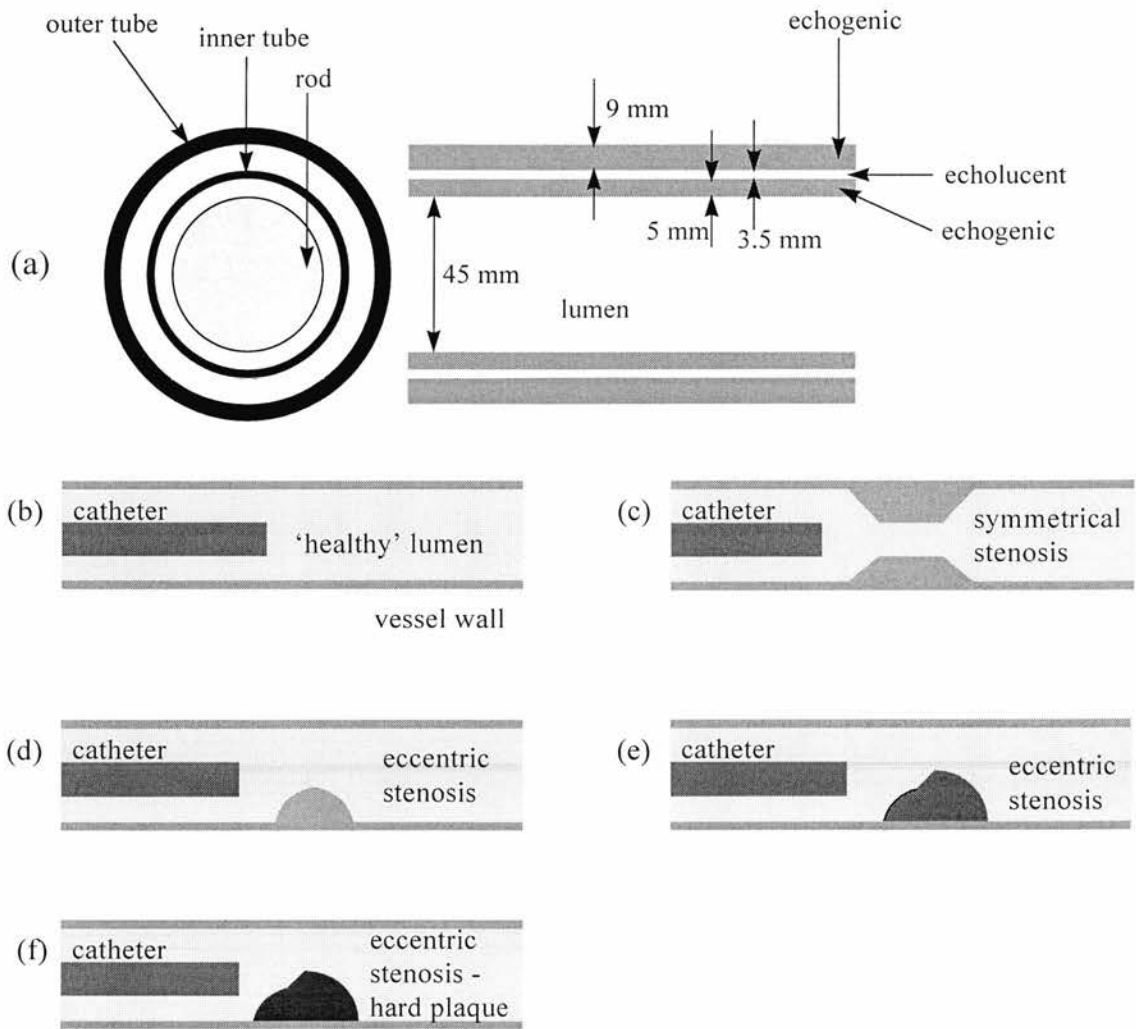 outer tube
inner tube
rod
echogenic
9 mm
echolucent
echogenic
5 mm
3.5 mm
(a)
45 mm
lumen
(b)
catheter
'healthy' lumen
vessel wall
(c)
catheter
symmetrical
stenosis
(d)
catheter
eccentric
stenosis
(e)
catheter
eccentric
stenosis
(f)
catheter
eccentric
stenosis -
hard plaque